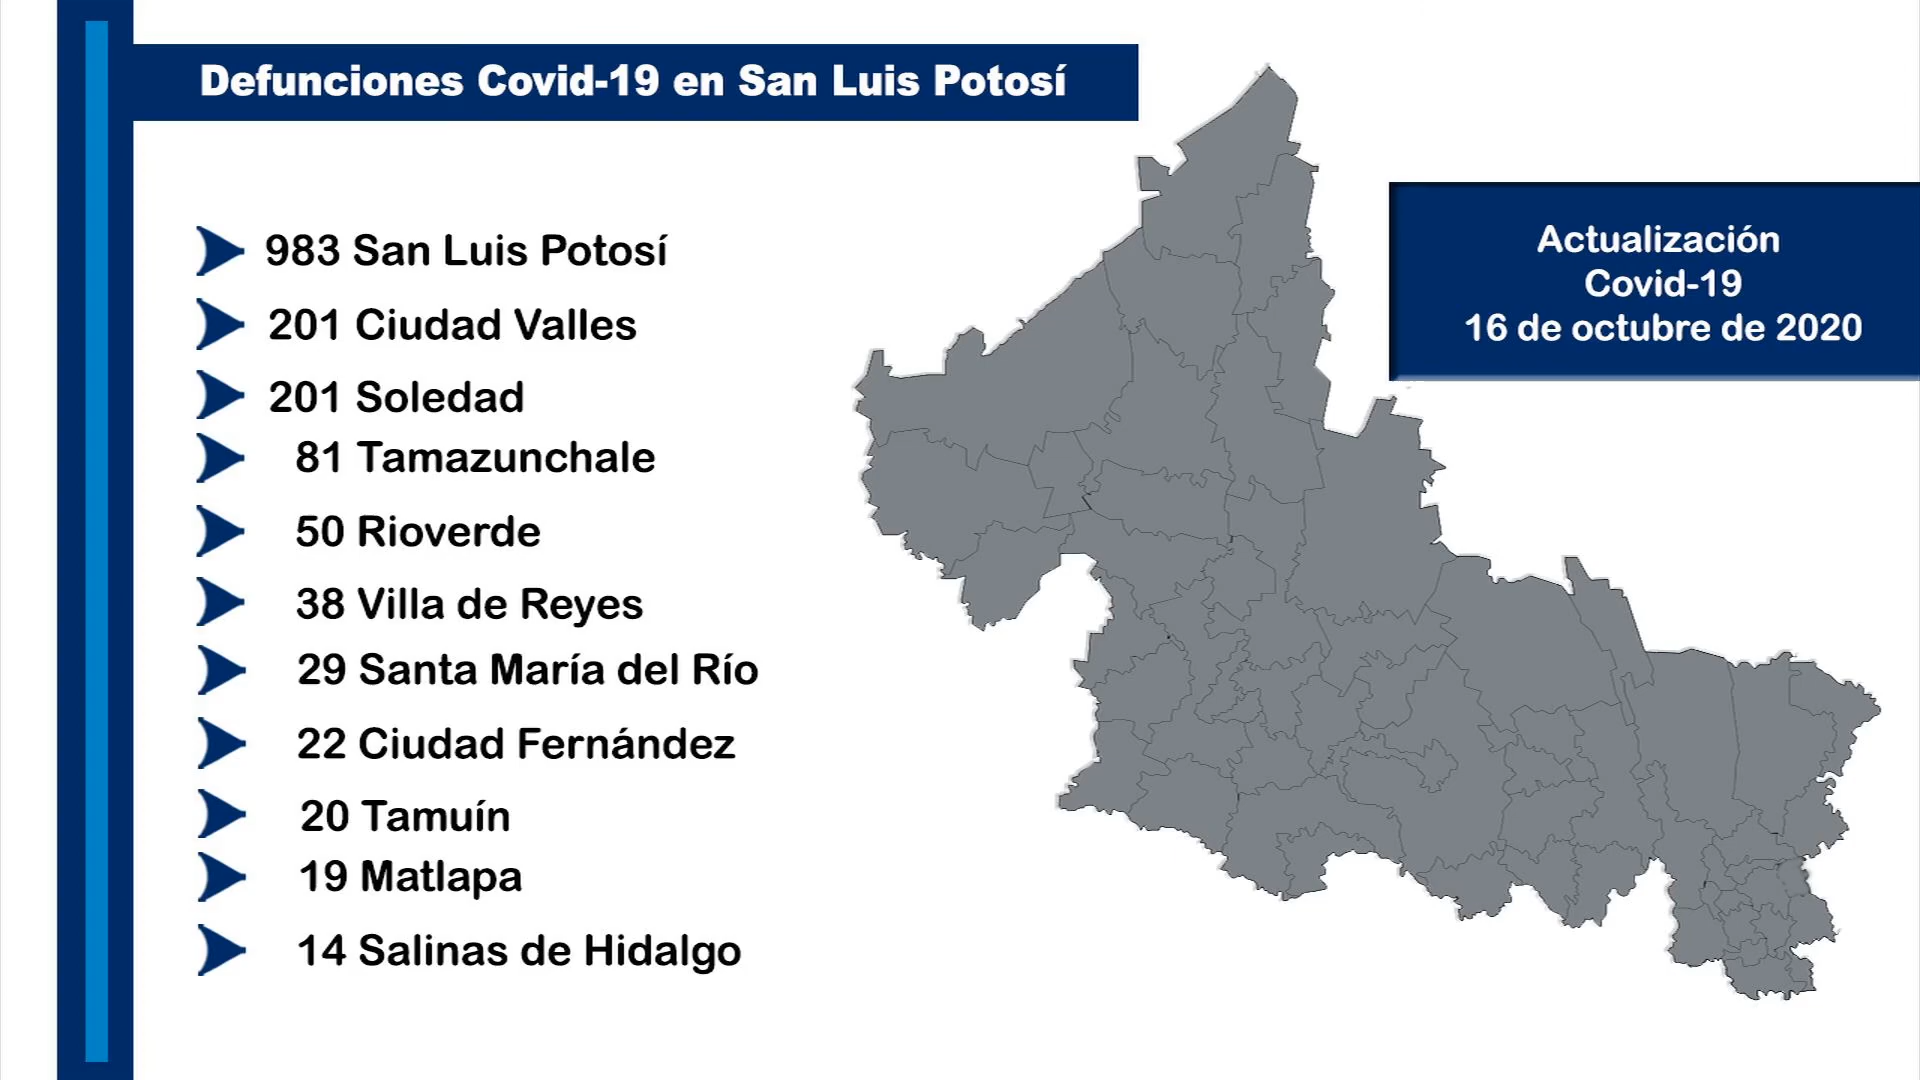 Defunciones Covid-19 en San Luis Potosí
Actualización
Covid-19
16 de octubre de 2020
983 San Luis Potosí
201 Ciudad Valles
201 Soledad
81 Tamazunchale
50 Rioverde
38 Villa de Reyes
29 Santa María del Río
22 Ciudad Fernández
20 Tamuín
19 Matlapa
14 Salinas de Hidalgo